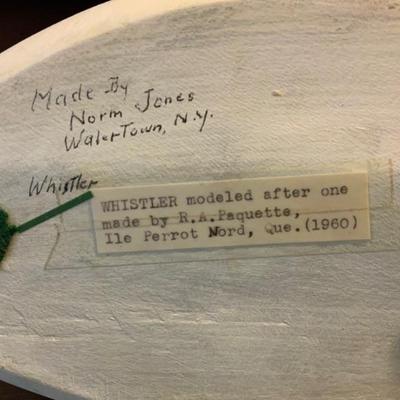 Made By
Norm Jones
WaterTown, N.Y.
Whistler
WHISTLER modeled after one
made by R.A.Paquette,
Ile Perrot Nord, Que.(1960)